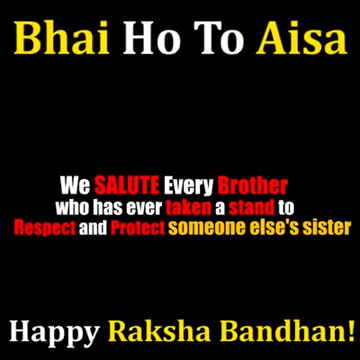 Bhai Ho To Aisa
We SALUTE Every Brother
who has ever taken a stand to
Respect and Protect someone else's sister
Happy Raksha Bandhan!